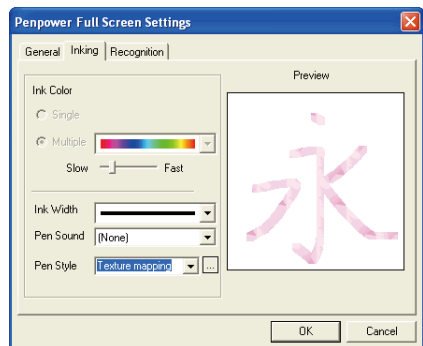 Penpower Full Screen Settings
General Inking Recognition
Preview
Ink Color
Single
Multiple
Slow Fast
Ink Width
Pen Sound (None)
Pen Style Texture mapping ...
永
OK Cancel